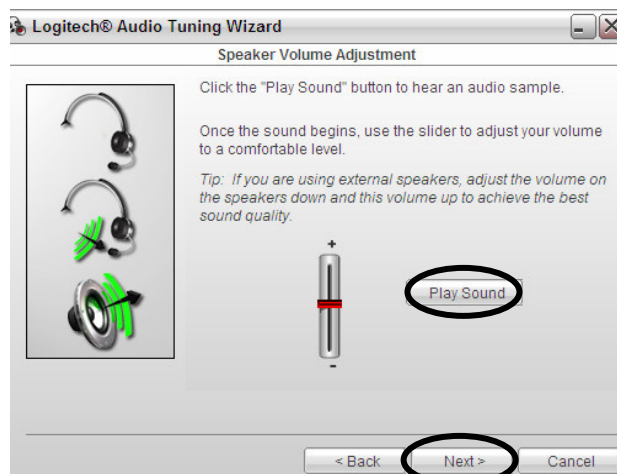 Logitech® Audio Tuning Wizard
Speaker Volume Adjustment
Click the "Play Sound" button to hear an audio sample.
Once the sound begins, use the slider to adjust your volume
to a comfortable level.
Tip: If you are using external speakers, adjust the volume on
the speakers down and this volume up to achieve the best
sound quality.
+
Play Sound
-
< Back
Next >
Cancel